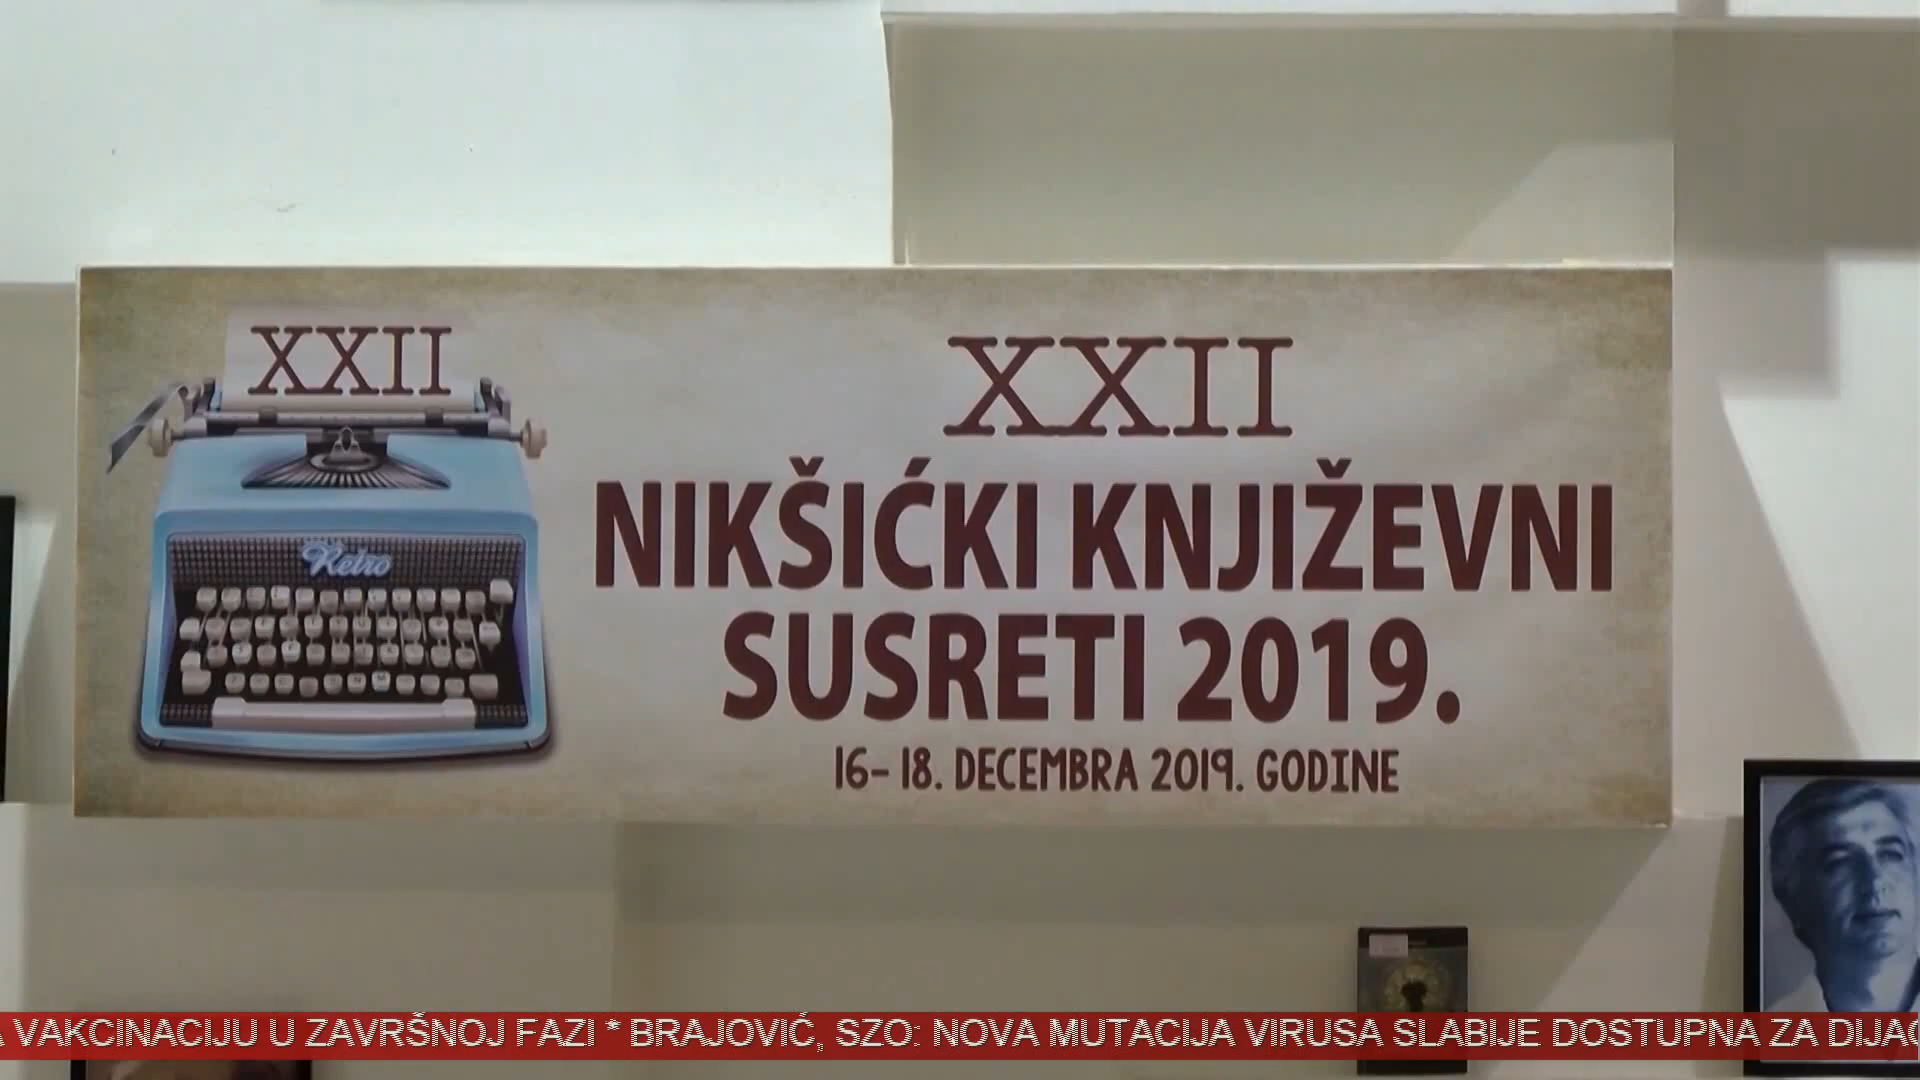 XXII
XXII
NIKŠIĆKI KNJIŽEVNI
SUSRETI 2019.
16-18. DECEMBRA 2019. GODINE
Retro
VAKCINACIJU U ZAVRŠNOJ FAZI * BRAJOVIĆ, SZO: NOVA MUTACIJA VIRUSA SLABIJE DOSTUPNA ZA